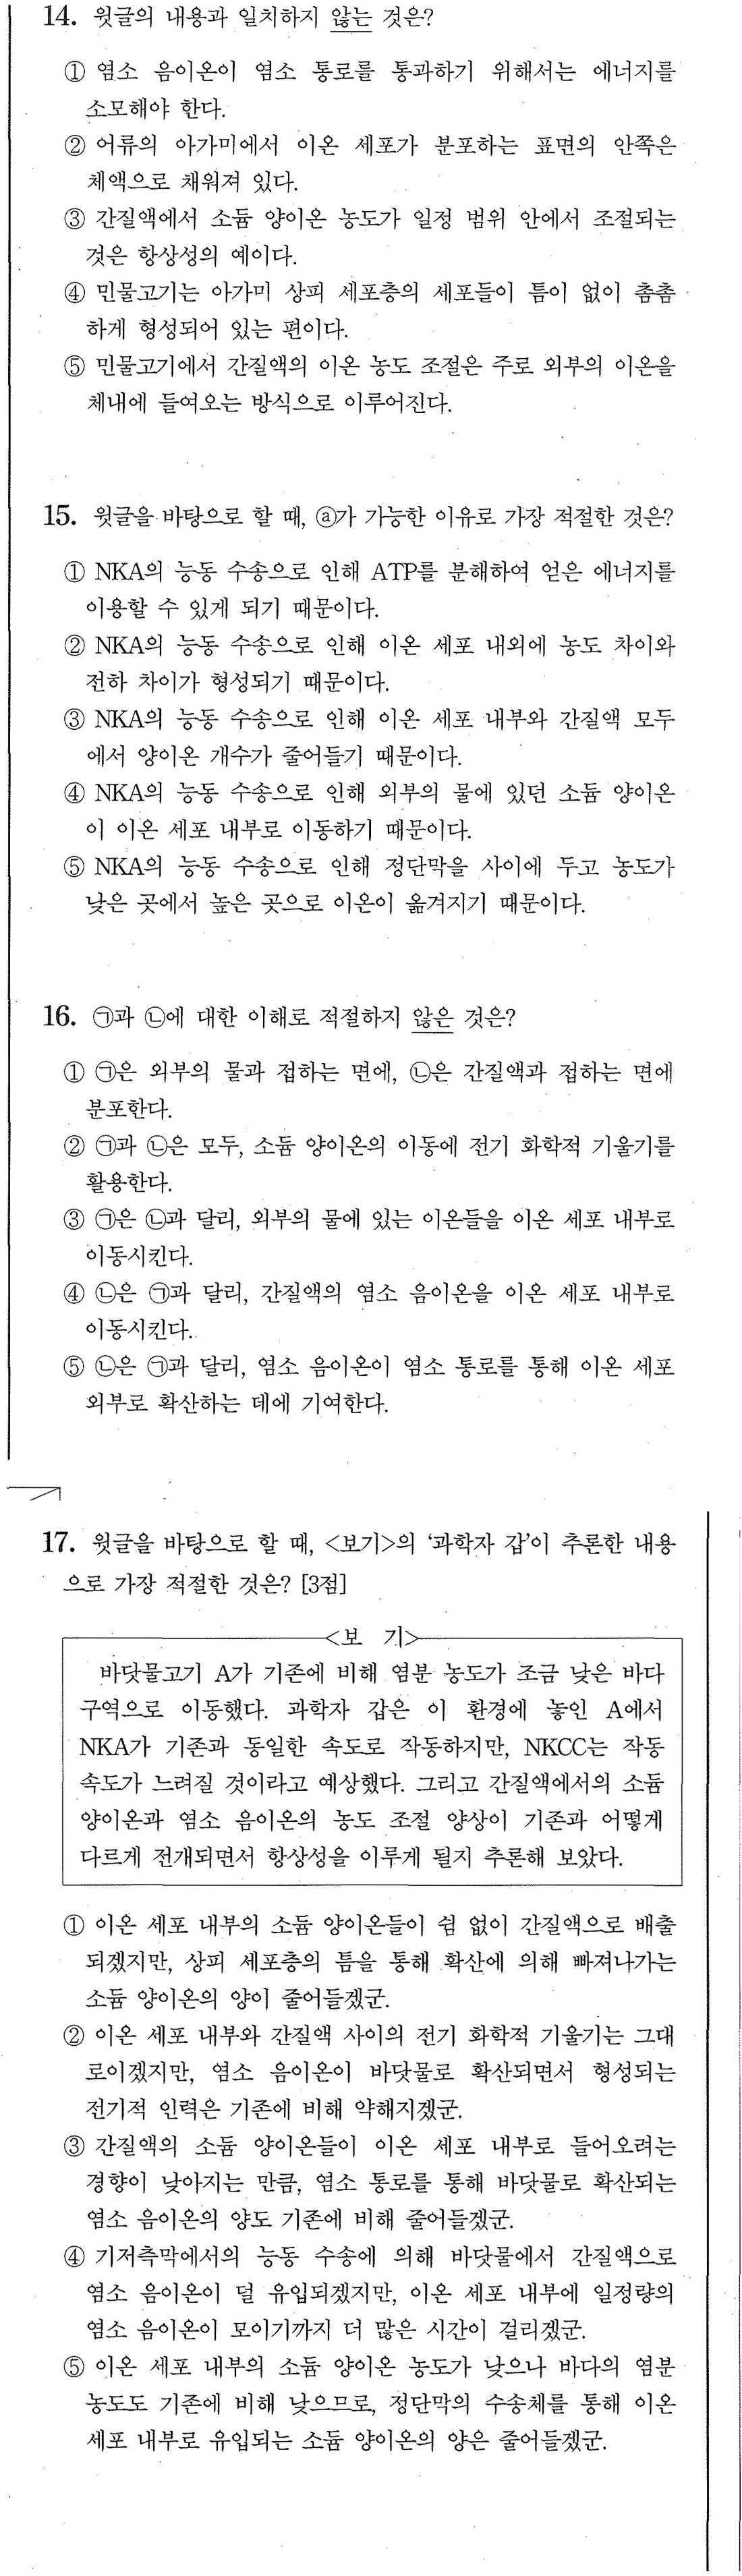 14. 윗글의 내용과 일치하지 않는 것은?
① 염소 음이온이 염소 통로를 통과하기 위해서는 에너지를
소모해야 한다.
② 어류의 아가미에서 이온 세포가 분포하는 표면의 안쪽은
체액으로 채워져 있다.
③ 간질액에서 소듐 양이온 농도가 일정 범위 안에서 조절되는
것은 항상성의 예이다.
④ 민물고기는 아가미 상피 세포층의 세포들이 틈이 없이 촘촘
하게 형성되어 있는 편이다.
⑤ 민물고기에서 간질액의 이온 농도 조절은 주로 외부의 이온을
체내에 들여오는 방식으로 이루어진다.
15. 윗글을 바탕으로 할 때, ⓐ가 가능한 이유로 가장 적절한 것은?
① NKA의 능동 수송으로 인해 ATP를 분해하여 얻은 에너지를
이용할 수 있게 되기 때문이다.
② NKA의 능동 수송으로 인해 이온 세포 내외에 농도 차이와
전하 차이가 형성되기 때문이다.
③ NKA의 능동 수송으로 인해 이온 세포 내부와 간질액 모두
에서 양이온 개수가 줄어들기 때문이다.
④ NKA의 능동 수송으로 인해 외부의 물에 있던 소듐 양이온
이 이온 세포 내부로 이동하기 때문이다.
⑤ NKA의 능동 수송으로 인해 정단막을 사이에 두고 농도가
낮은 곳에서 높은 곳으로 이온이 옮겨지기 때문이다.
16. ㉠과 ㉡에 대한 이해로 적절하지 않은 것은?
① ㉠은 외부의 물과 접하는 면에, ㉡은 간질액과 접하는 면에
분포한다.
② ㉠과 ㉡은 모두, 소듐 양이온의 이동에 전기 화학적 기울기를
활용한다.
③ ㉠은 ㉡과 달리, 외부의 물에 있는 이온들을 이온 세포 내부로
이동시킨다.
④ ㉡은 ㉠과 달리, 간질액의 염소 음이온을 이온 세포 내부로
이동시킨다.
⑤ ㉡은 ㉠과 달리, 염소 음이온이 염소 통로를 통해 이온 세포
외부로 확산하는 데에 기여한다.
17. 윗글을 바탕으로 할 때, <보기>의 ‘과학자 갑’이 추론한 내용
으로 가장 적절한 것은? [3점]
<보 기>
바닷물고기 A가 기존에 비해 염분 농도가 조금 낮은 바다
구역으로 이동했다. 과학자 갑은 이 환경에 놓인 A에서
NKA가 기존과 동일한 속도로 작동하지만, NKCC는 작동
속도가 느려질 것이라고 예상했다. 그리고 간질액에서의 소듐
양이온과 염소 음이온의 농도 조절 양상이 기존과 어떻게
다르게 전개되면서 항상성을 이루게 될지 추론해 보았다.
① 이온 세포 내부의 소듐 양이온들이 쉼 없이 간질액으로 배출
되겠지만, 상피 세포층의 틈을 통해 확산에 의해 빠져나가는
소듐 양이온의 양이 줄어들겠군.
② 이온 세포 내부와 간질액 사이의 전기 화학적 기울기는 그대
로이겠지만, 염소 음이온이 바닷물로 확산되면서 형성되는
전기적 인력은 기존에 비해 약해지겠군.
③ 간질액의 소듐 양이온들이 이온 세포 내부로 들어오려는
경향이 낮아지는 만큼, 염소 통로를 통해 바닷물로 확산되는
염소 음이온의 양도 기존에 비해 줄어들겠군.
④ 기저측막에서의 능동 수송에 의해 바닷물에서 간질액으로
염소 음이온이 덜 유입되겠지만, 이온 세포 내부에 일정량의
염소 음이온이 모이기까지 더 많은 시간이 걸리겠군.
⑤ 이온 세포 내부의 소듐 양이온 농도가 낮으나 바다의 염분
농도도 기존에 비해 낮으므로, 정단막의 수송체를 통해 이온
세포 내부로 유입되는 소듐 양이온의 양은 줄어들겠군.